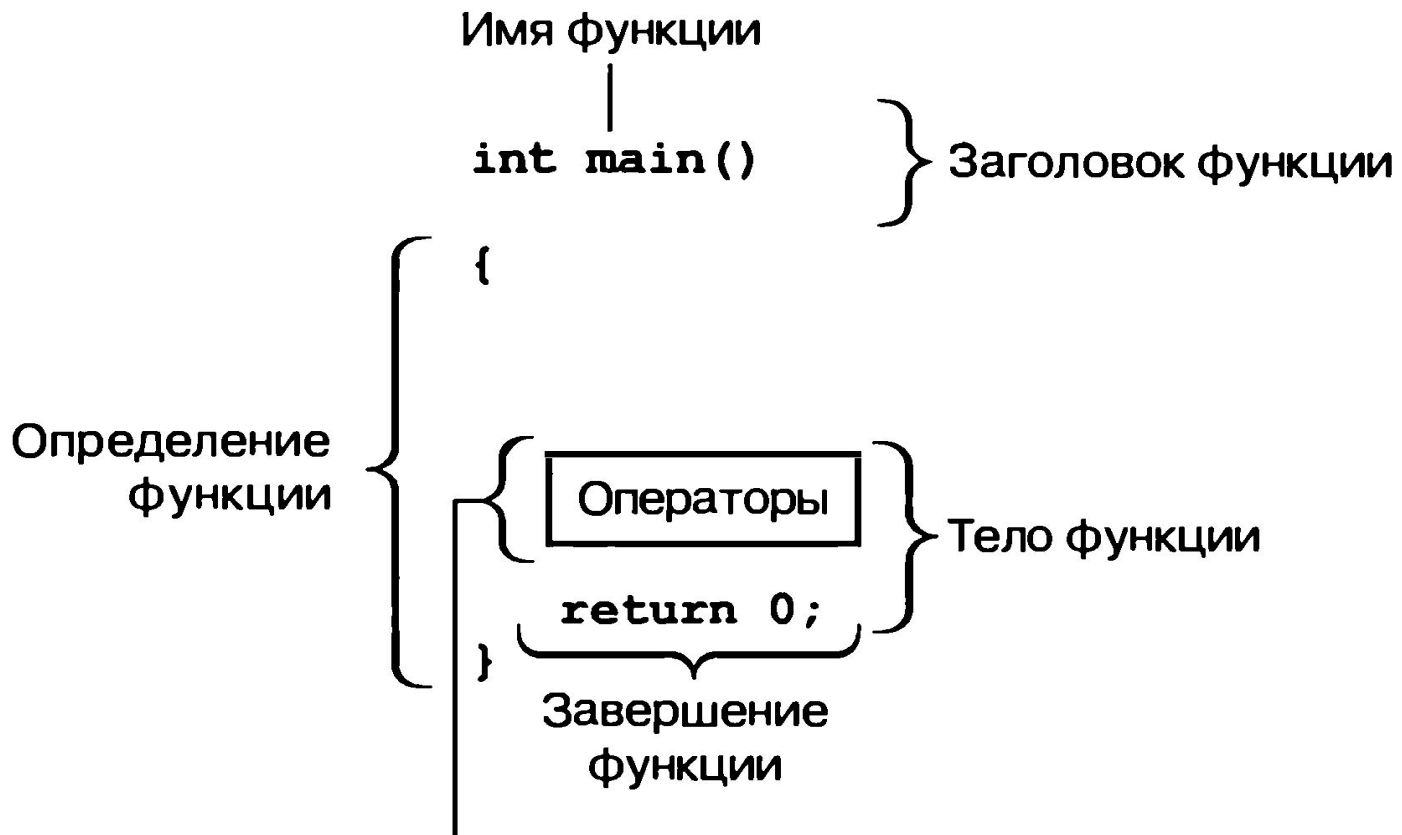 Имя функции
int main()
Заголовок функции
{
Определение
функции
Операторы
Тело функции
return 0;
}
Завершение
функции